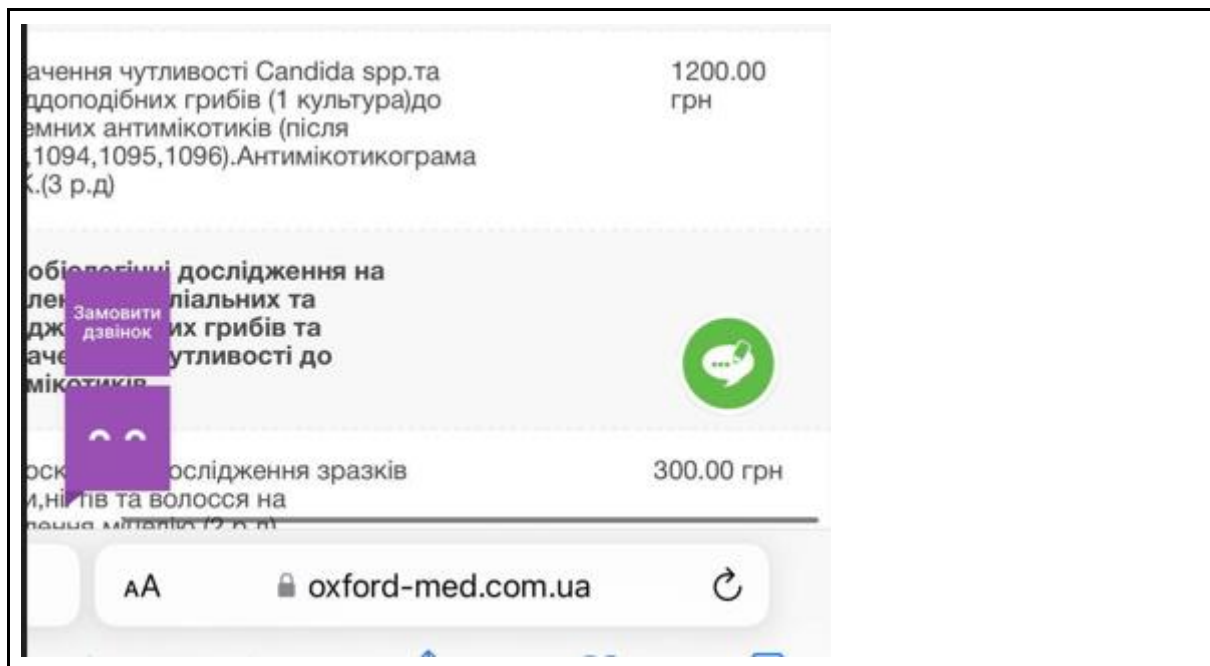 ачення чутливості Candida spp.та 1200.00
ддоподібних грибів (1 культура)до грн
емних антимікотиків (після
,1094,1095,1096).Антимікотикограма
К.(3 р.д)
дослідження на
ліальних та
их грибів та
утливості до
Замовити
дзвінок
ослідження зразків 300.00 грн
та волосся на
AA oxford-med.com.ua